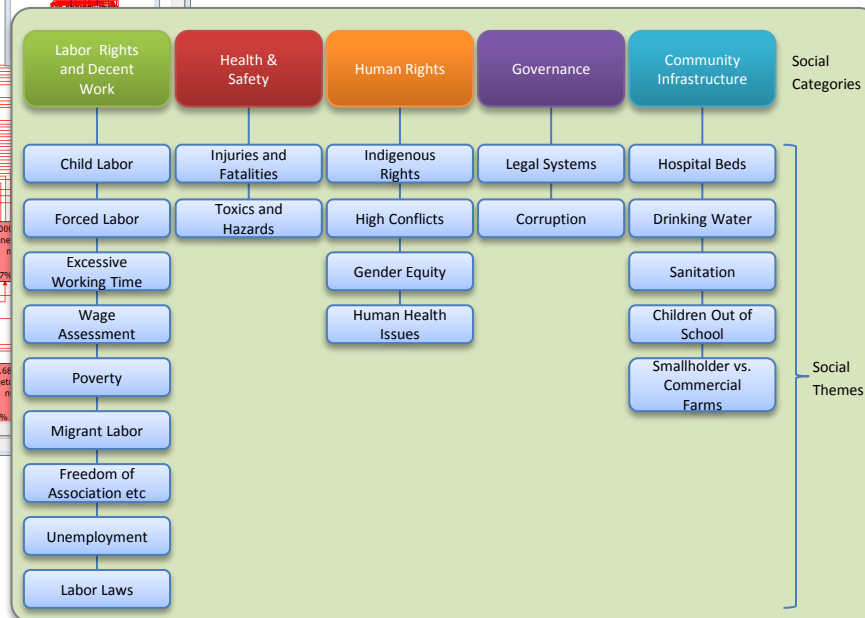 Labor Rights
and Decent
Work
Health &
Safety
Human Rights
Governance
Community
Infrastructure
Social
Categories
Child Labor
Forced Labor
Excessive
Working Time
Wage
Assessment
Poverty
Migrant Labor
Freedom of
Association etc
Unemployment
Labor Laws
Injuries and
Fatalities
Toxics and
Hazards
Indigenous
Rights
High Conflicts
Gender Equity
Human Health
Issues
Legal Systems
Corruption
Hospital Beds
Drinking Water
Sanitation
Children Out of
School
Smallholder vs.
Commercial
Farms
Social
Themes